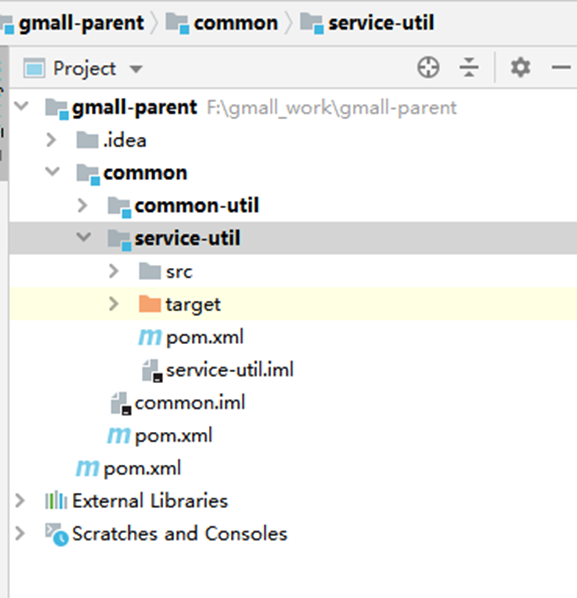 gmall-parent common service-util
Project
gmall-parent F:\gmall_work\gmall-parent
.idea
common
common-util
service-util
src
target
pom.xml
service-util.iml
common.iml
pom.xml
pom.xml
External Libraries
Scratches and Consoles